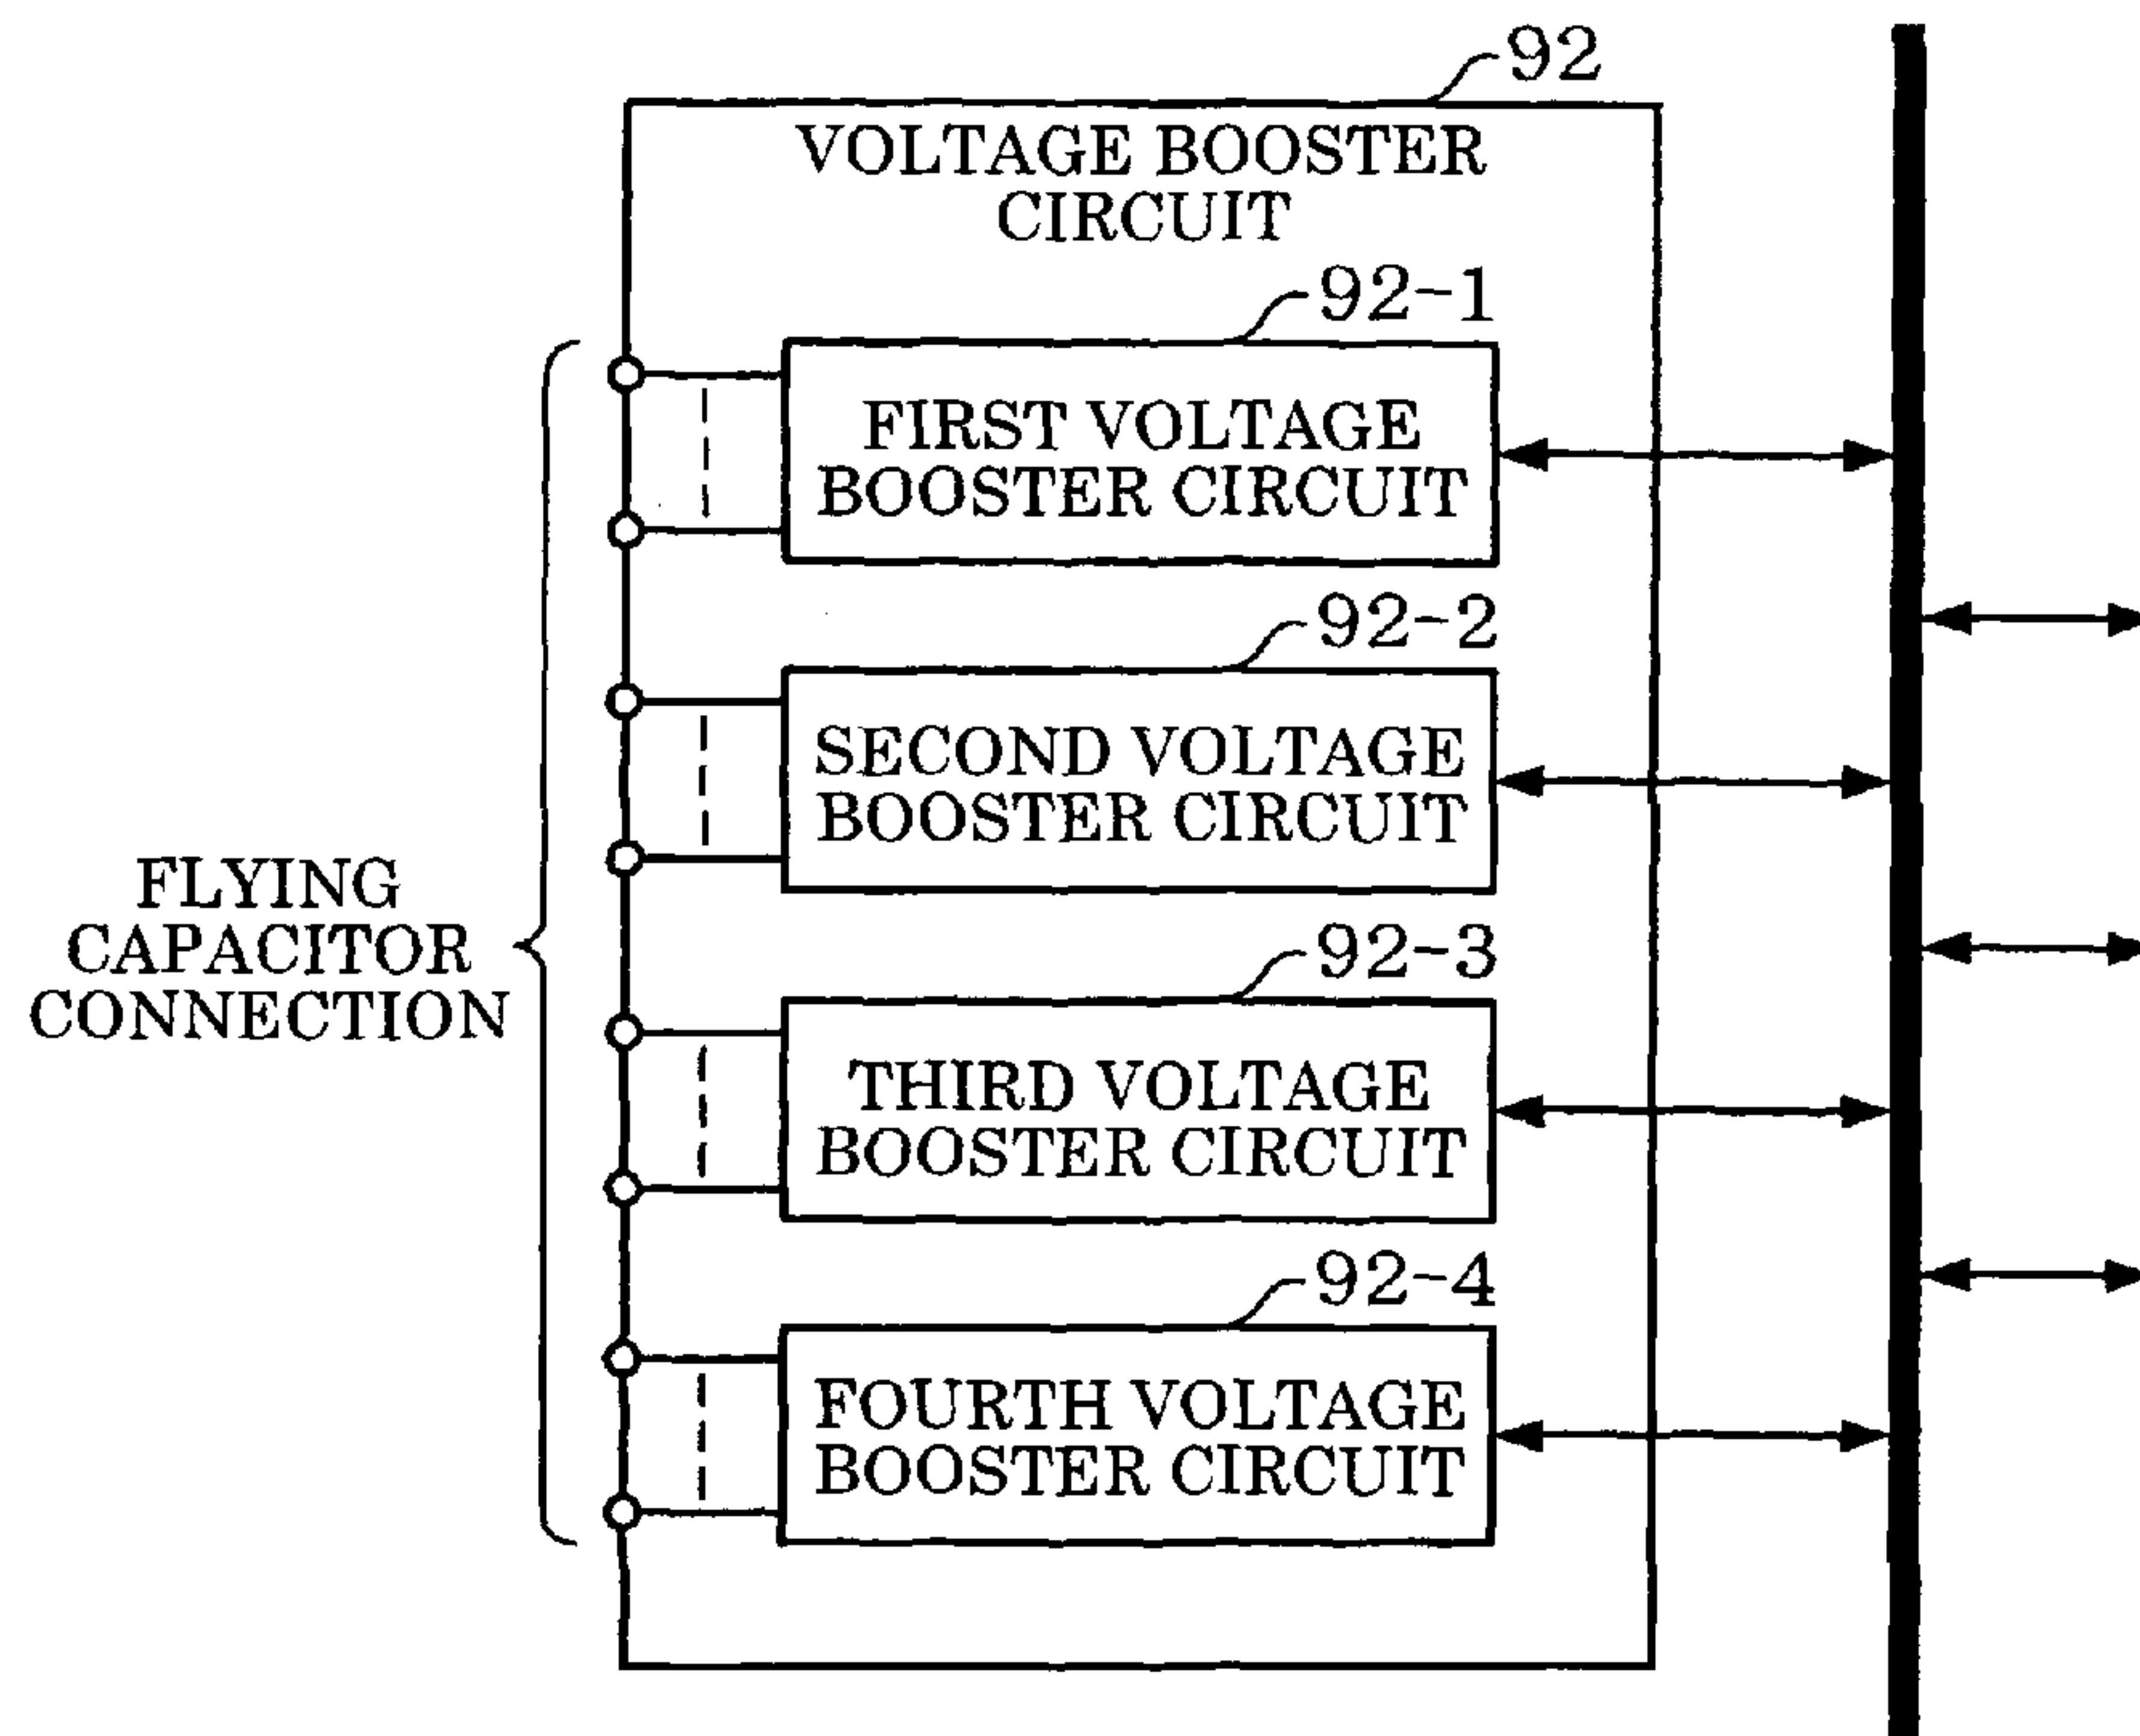 92
VOLTAGE BOOSTER
CIRCUIT
92-1
FIRST VOLTAGE
BOOSTER CIRCUIT
92-2
SECOND VOLTAGE
BOOSTER CIRCUIT
FLYING
CAPACITOR
CONNECTION
92-3
THIRD VOLTAGE
BOOSTER CIRCUIT
92-4
FOURTH VOLTAGE
BOOSTER CIRCUIT